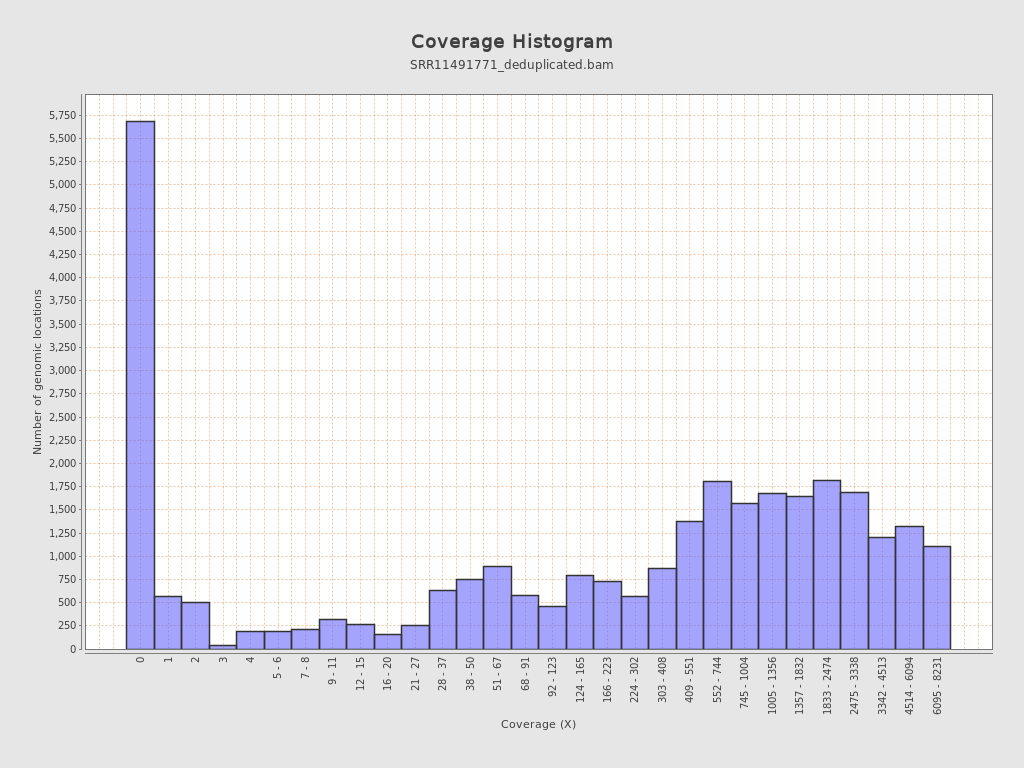 Coverage Histogram
SRR11491771_deduplicated.bam
Number of genomic locations
5,750
5,500
5,250
5,000
4,750
4,500
4,250
4,000
3,750
3,500
3,250
3,000
2,750
2,500
2,250
2,000
1,750
1,500
1,250
1,000
750
500
250
0
0
1
2
3
4
5 - 6
7 - 8
9 - 11
12 - 15
16 - 20
21 - 27
28 - 37
38 - 50
51 - 67
68 - 91
92 - 123
124 - 165
166 - 223
224 - 302
303 - 408
409 - 551
552 - 744
745 - 1004
1005 - 1356
1357 - 1832
1833 - 2474
2475 - 3338
3342 - 4513
4514 - 6094
6095 - 8231
Coverage (X)